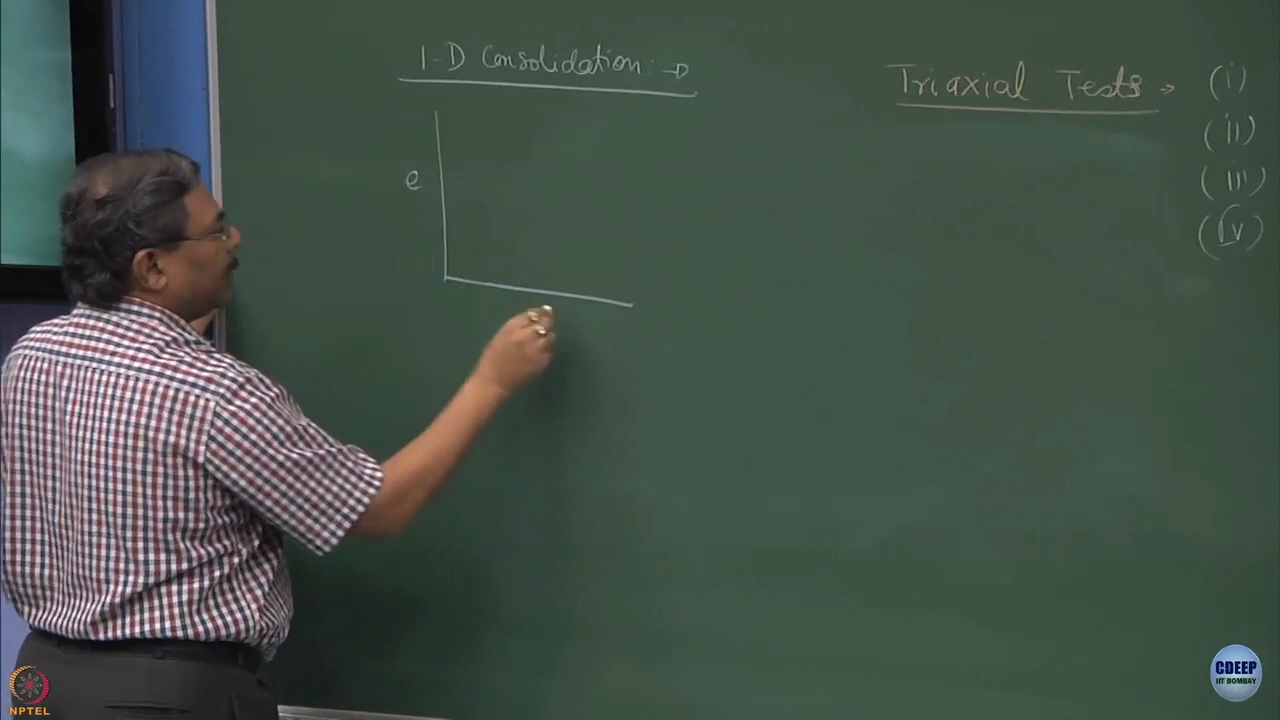 1-D Consolidation:→
e
Triaxial Tests → (i)
(ii)
(iii)
(iv)
NPTEL
CDEEP
IIT BOMBAY